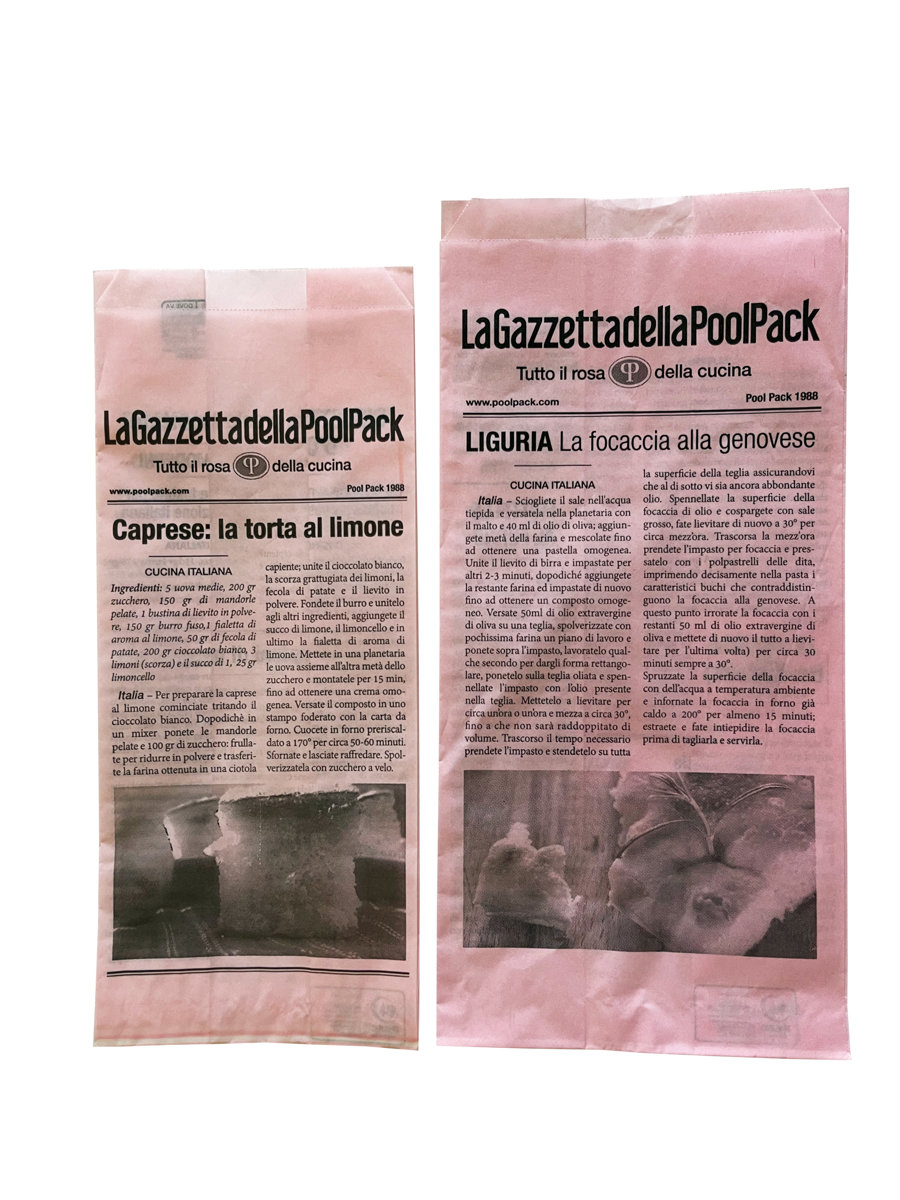 LaGazzettadellaPoolPack
Tutto il rosa della cucina
www.poolpack.com
Pool Pack 1988
Caprese: la torta al limone
CUCINA ITALIANA
Ingredienti: 5 uova medie, 200 gr
zucchero, 150 gr di mandorle
pelate, 1 bustina di lievito in polve-
re, 150 gr burro fuso,1 fialetta di
aroma al limone, 50 gr di fecola di
patate, 200 gr cioccolato bianco, 3
limoni (scorza) e il succo di 1, 25 gr
limoncello
Italia – Per preparare la caprese
al limone cominciate tritando il
cioccolato bianco. Dopodichè in
un mixer ponete le mandorle
pelate e 100 gr di zucchero: frulla-
te per ridurre in polvere e trasferi-
te la farina ottenuta in una ciotola
capiente; unite il cioccolato bianco,
la scorza grattugiata dei limoni, la
fecola di patate e il lievito in
polvere. Fondete il burro e unitelo
agli altri ingredienti, aggiungete il
succo di limone, il limoncello e in
ultimo la fialetta di aroma di
limone. Mettete in una planetaria
le uova assieme all'altra metà dello
zucchero e montatele per 15 min,
fino ad ottenere una crema omo-
genea. Versate il composto in uno
stampo foderato con la carta da
forno. Cuocete in forno preriscal-
dato a 170° per circa 50-60 minuti.
Sfornate e lasciate raffredare. Spol-
verizzatela con zucchero a velo.
LaGazzettadellaPoolPack
Tutto il rosa della cucina
www.poolpack.com
Pool Pack 1988
LIGURIA La focaccia alla genovese
CUCINA ITALIANA
Italia – Sciogliete il sale nell'acqua
tiepida e versatela nella planetaria con
il malto e 40 ml di olio di oliva; aggiun-
gete metà della farina e mescolate fino
ad ottenere una pastella omogenea.
Unite il lievito di birra e impastate per
altri 2-3 minuti, dopodiché aggiungete
la restante farina ed impastate di nuovo
fino ad ottenere un composto omoge-
neo. Versate 50ml di olio extravergine
di oliva su una teglia, spolverizzate con
pochissima farina un piano di lavoro e
ponete sopra l'impasto, lavoratelo qual-
che secondo per dargli forma rettango-
lare, ponetelo sulla teglia oliata e spen-
nellate l'impasto con l'olio presente
nella teglia. Mettetelo a lievitare per
circa un'ora o un'ora e mezza a circa 30°,
fino a che non sarà raddoppitato di
volume. Trascorso il tempo necessario
prendete l'impasto e stendetelo su tutta
la superficie della teglia assicurandovi
che al di sotto vi sia ancora abbondante
olio. Spennellate la superficie della
focaccia di olio e cospargete con sale
grosso, fate lievitare di nuovo a 30° per
circa mezz'ora. Trascorsa la mezz'ora
prendete l'impasto per focaccia e pres-
satelo con i polpastrelli delle dita,
imprimendo decisamente nella pasta i
caratteristici buchi che contraddistin-
guono la focaccia alla genovese. A
questo punto irrorate la focaccia con i
restanti 50 ml di olio extravergine di
oliva e mettete di nuovo il tutto a lievi-
tare per l'ultima volta) per circa 30
minuti sempre a 30°.
Spruzzate la superficie della focaccia
con dell'acqua a temperatura ambiente
e infornate la focaccia in forno già
caldo a 200° per almeno 15 minuti;
estraete e fate intiepidire la focaccia
prima di tagliarla e servirla.